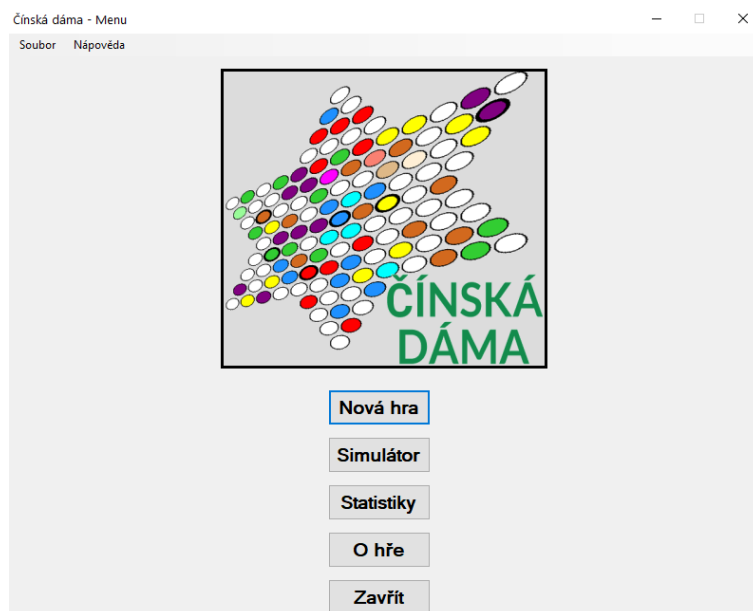 Čínská dáma - Menu
Soubor Nápověda
ČÍNSKÁ
DÁMA
Nová hra
Simulátor
Statistiky
O hře
Zavřít